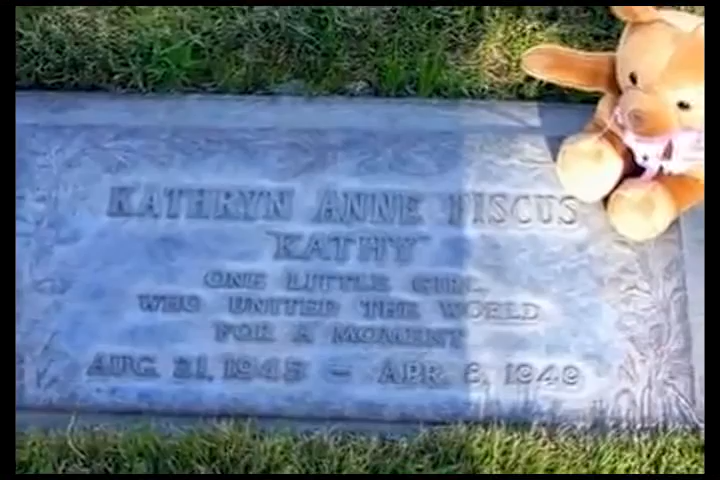 KATHRYN ANNE FISCUS
"KATHY"
ONE LITTLE GIRL
WHO UNITED THE WORLD
FOR A MOMENT
AUG. 21, 1945 – APR. 8, 1949